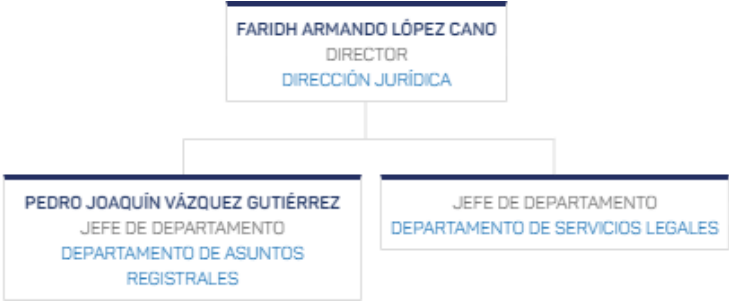 FARIDH ARMANDO LÓPEZ CANO
DIRECTOR
DIRECCIÓN JURÍDICA
PEDRO JOAQUÍN VÁZQUEZ GUTIÉRREZ
JEFE DE DEPARTAMENTO
DEPARTAMENTO DE ASUNTOS
REGISTRALES
JEFE DE DEPARTAMENTO
DEPARTAMENTO DE SERVICIOS LEGALES